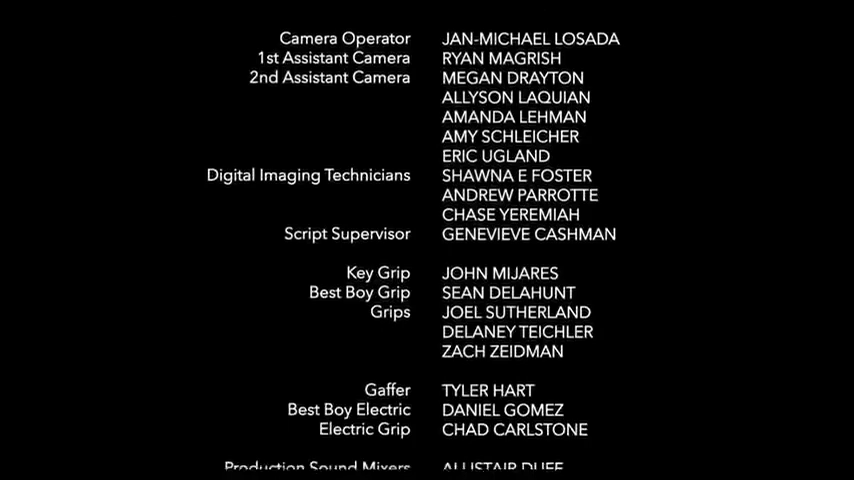 Camera Operator JAN-MICHAEL LOSADA
1st Assistant Camera RYAN MAGRISH
2nd Assistant Camera MEGAN DRAYTON
ALLYSON LAQUIAN
AMANDA LEHMAN
AMY SCHLEICHER
ERIC UGLAND
Digital Imaging Technicians SHAWNA E FOSTER
ANDREW PARROTTE
CHASE YEREMIAH
Script Supervisor GENEVIEVE CASHMAN
Key Grip JOHN MIJARES
Best Boy Grip SEAN DELAHUNT
Grips JOEL SUTHERLAND
DELANEY TEICHLER
ZACH ZEIDMAN
Gaffer TYLER HART
Best Boy Electric DANIEL GOMEZ
Electric Grip CHAD CARLSTONE
Production Sound Mixers